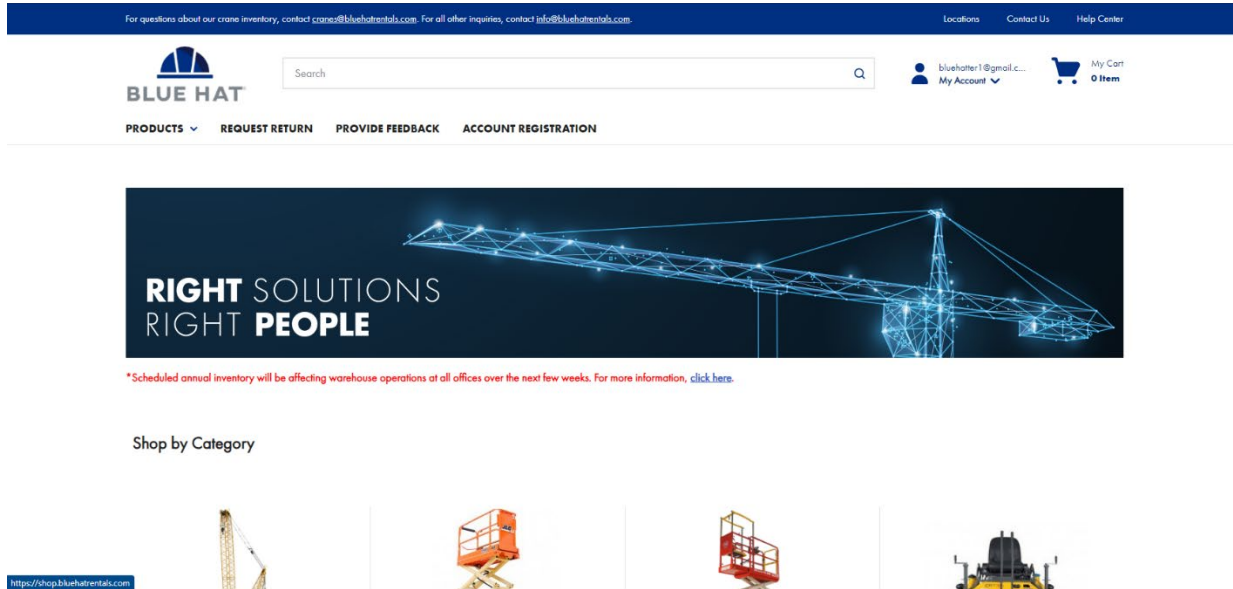 For questions about our crane inventory, contact cranes@bluehatrentals.com. For all other inquiries, contact info@bluehatrentals.com.
Locations Contact Us Help Center
BLUE HAT
Search
bluehatter1@gmail.c...
My Account
My Cart
0 Item
PRODUCTS REQUEST RETURN PROVIDE FEEDBACK ACCOUNT REGISTRATION
RIGHT SOLUTIONS
RIGHT PEOPLE
*Scheduled annual inventory will be affecting warehouse operations at all offices over the next few weeks. For more information, click here.
Shop by Category
https://shop.bluehatrentals.com